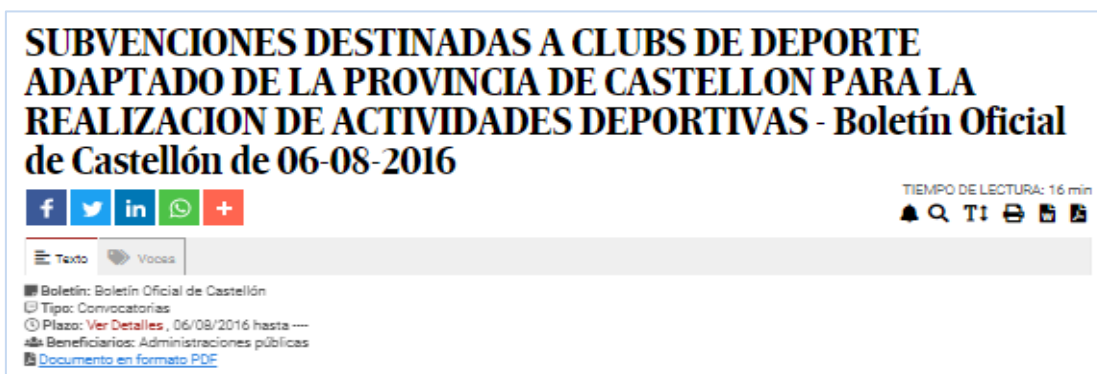 SUBVENCIONES DESTINADAS A CLUBS DE DEPORTE
ADAPTADO DE LA PROVINCIA DE CASTELLON PARA LA
REALIZACION DE ACTIVIDADES DEPORTIVAS - Boletín Oficial
de Castellón de 06-08-2016
TIEMPO DE LECTURA: 16 min
Texto Voces
Boletín: Boletín Oficial de Castellón
Tipo: Convocatorias
Plazo: Ver Detalles , 06/08/2016 hasta ----
Beneficiarios: Administraciones públicas
Documento en formato PDF